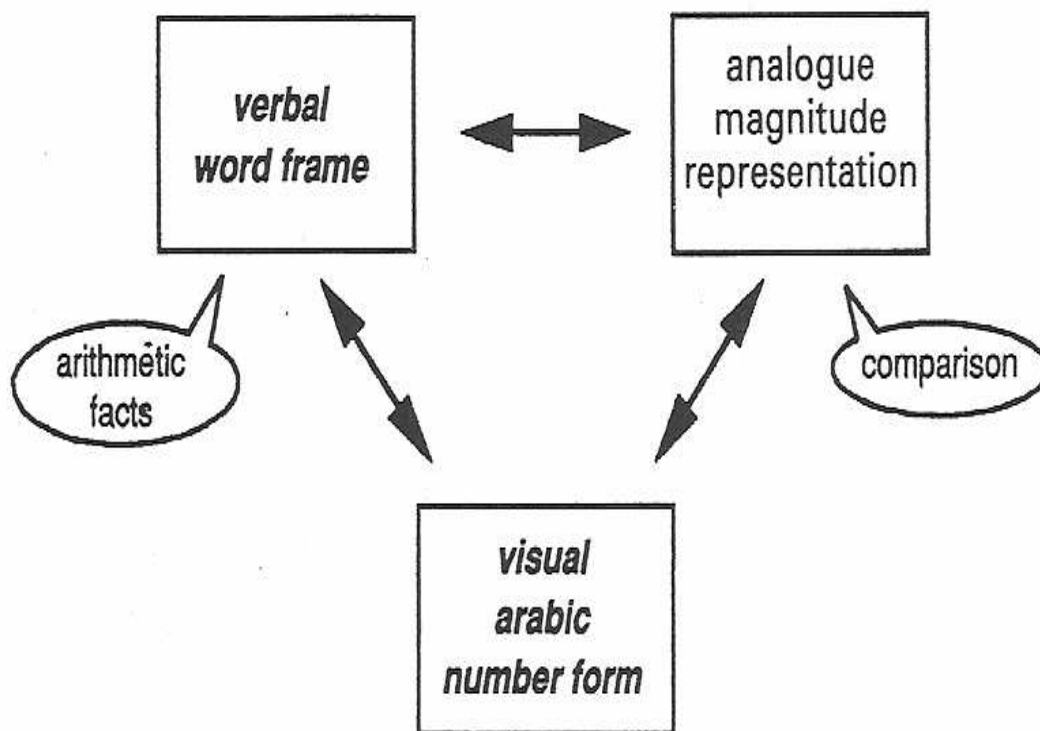 verbal
word frame
analogue
magnitude
representation
arithmetic
facts
comparison
visual
arabic
number form